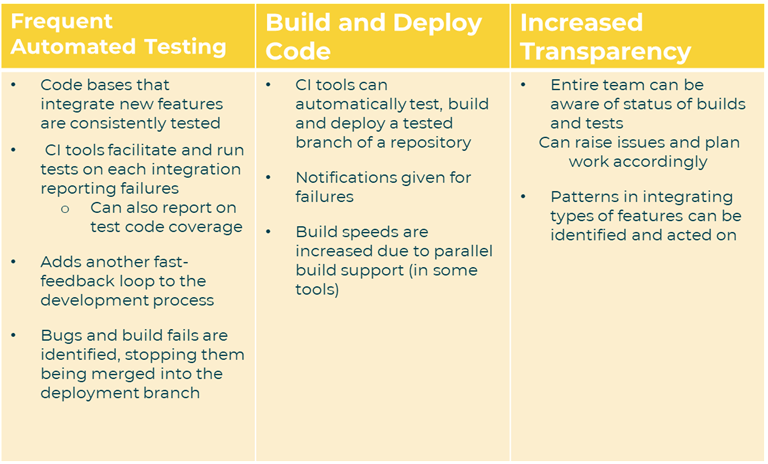 Frequent
Automated Testing
• Code bases that
integrate new features
are consistently tested
• CI tools facilitate and run
tests on each integration
reporting failures
o Can also report on
test code coverage
• Adds another fast-
feedback loop to the
development process
• Bugs and build fails are
identified, stopping them
being merged into the
deployment branch
Build and Deploy
Code
• CI tools can
automatically test, build
and deploy a tested
branch of a repository
• Notifications given for
failures
• Build speeds are
increased due to parallel
build support (in some
tools)
Increased
Transparency
• Entire team can be
aware of status of builds
and tests
Can raise issues and plan
work accordingly
• Patterns in integrating
types of features can be
identified and acted on